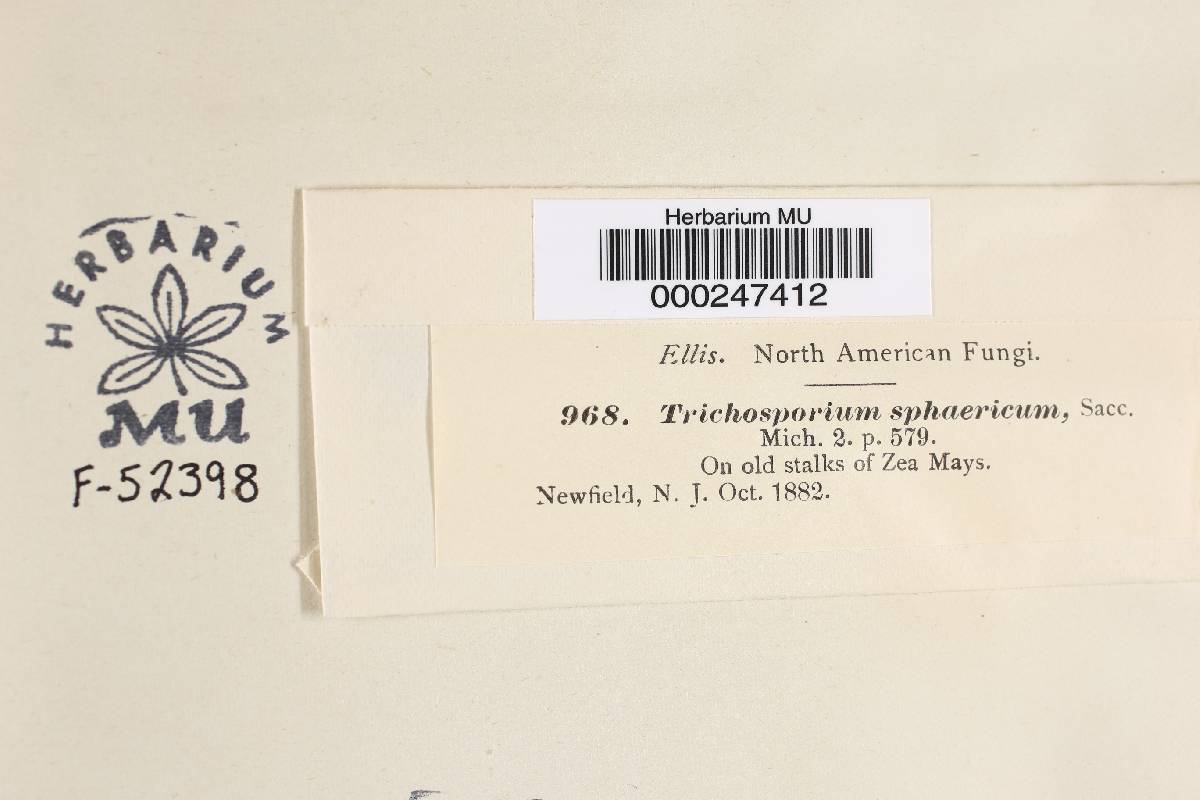 HERBARIUM
MU
F-52398
Herbarium MU
000247412
Ellis. North American Fungi.
968. Trichosporium sphaericum, Sacc.
Mich. 2. p. 579.
On old stalks of Zea Mays.
Newfield, N. J. Oct. 1882.